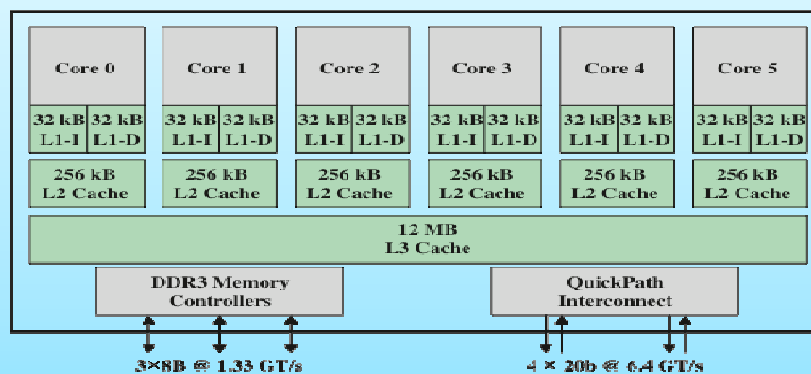 Core 0
Core 1
Core 2
Core 3
Core 4
Core 5
32 kB 32 kB
L1-I L1-D
32 kB 32 kB
L1-I L1-D
32 kB 32 kB
L1-I L1-D
32 kB 32 kB
L1-I L1-D
32 kB 32 kB
L1-I L1-D
32 kB 32 kB
L1-I L1-D
256 kB
L2 Cache
256 kB
L2 Cache
256 kB
L2 Cache
256 kB
L2 Cache
256 kB
L2 Cache
256 kB
L2 Cache
12 MB
L3 Cache
DDR3 Memory
Controllers
QuickPath
Interconnect
3×8B @ 1.33 GT/s
4 × 20b @ 6.4 GT/s